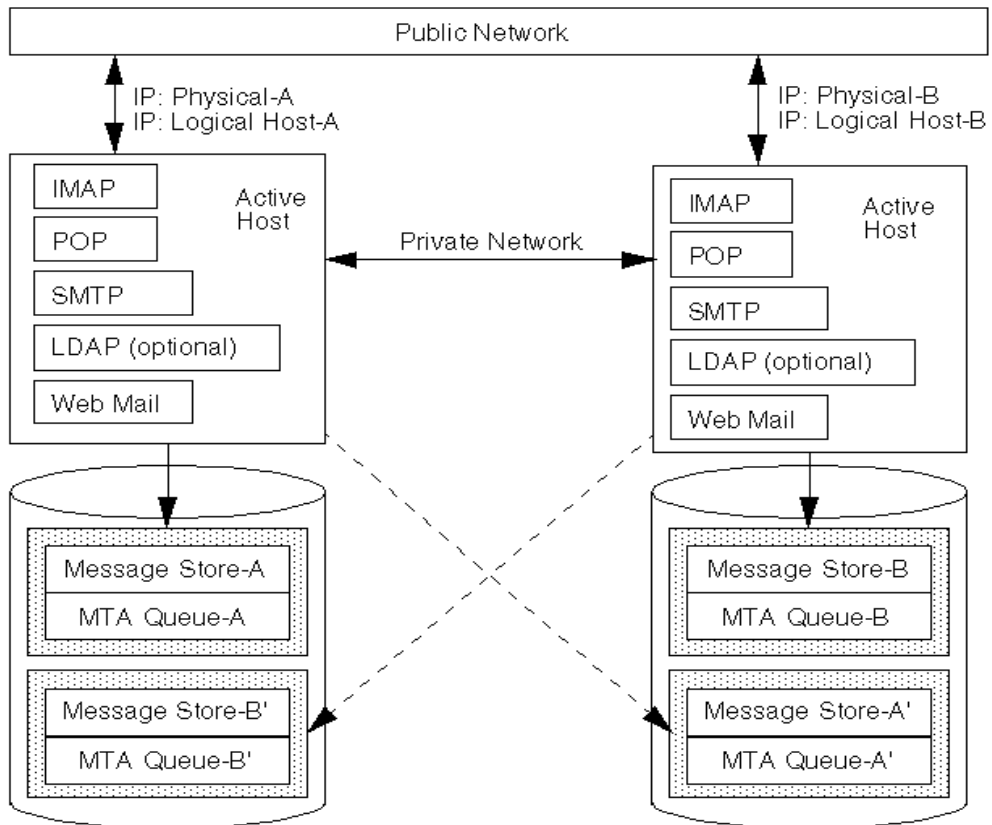 Public Network
IP: Physical-A
IP: Logical Host-A
IP: Physical-B
IP: Logical Host-B
IMAP
POP
SMTP
LDAP (optional)
Web Mail
Active
Host
Private Network
IMAP
POP
SMTP
LDAP (optional)
Web Mail
Active
Host
Message Store-A
MTA Queue-A
Message Store-B'
MTA Queue-B'
Message Store-B
MTA Queue-B
Message Store-A'
MTA Queue-A'